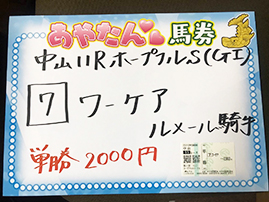 あやたん 馬券
中山11RホープフルS(GI)
7 ワーケア
ルメール騎手
単勝2000円